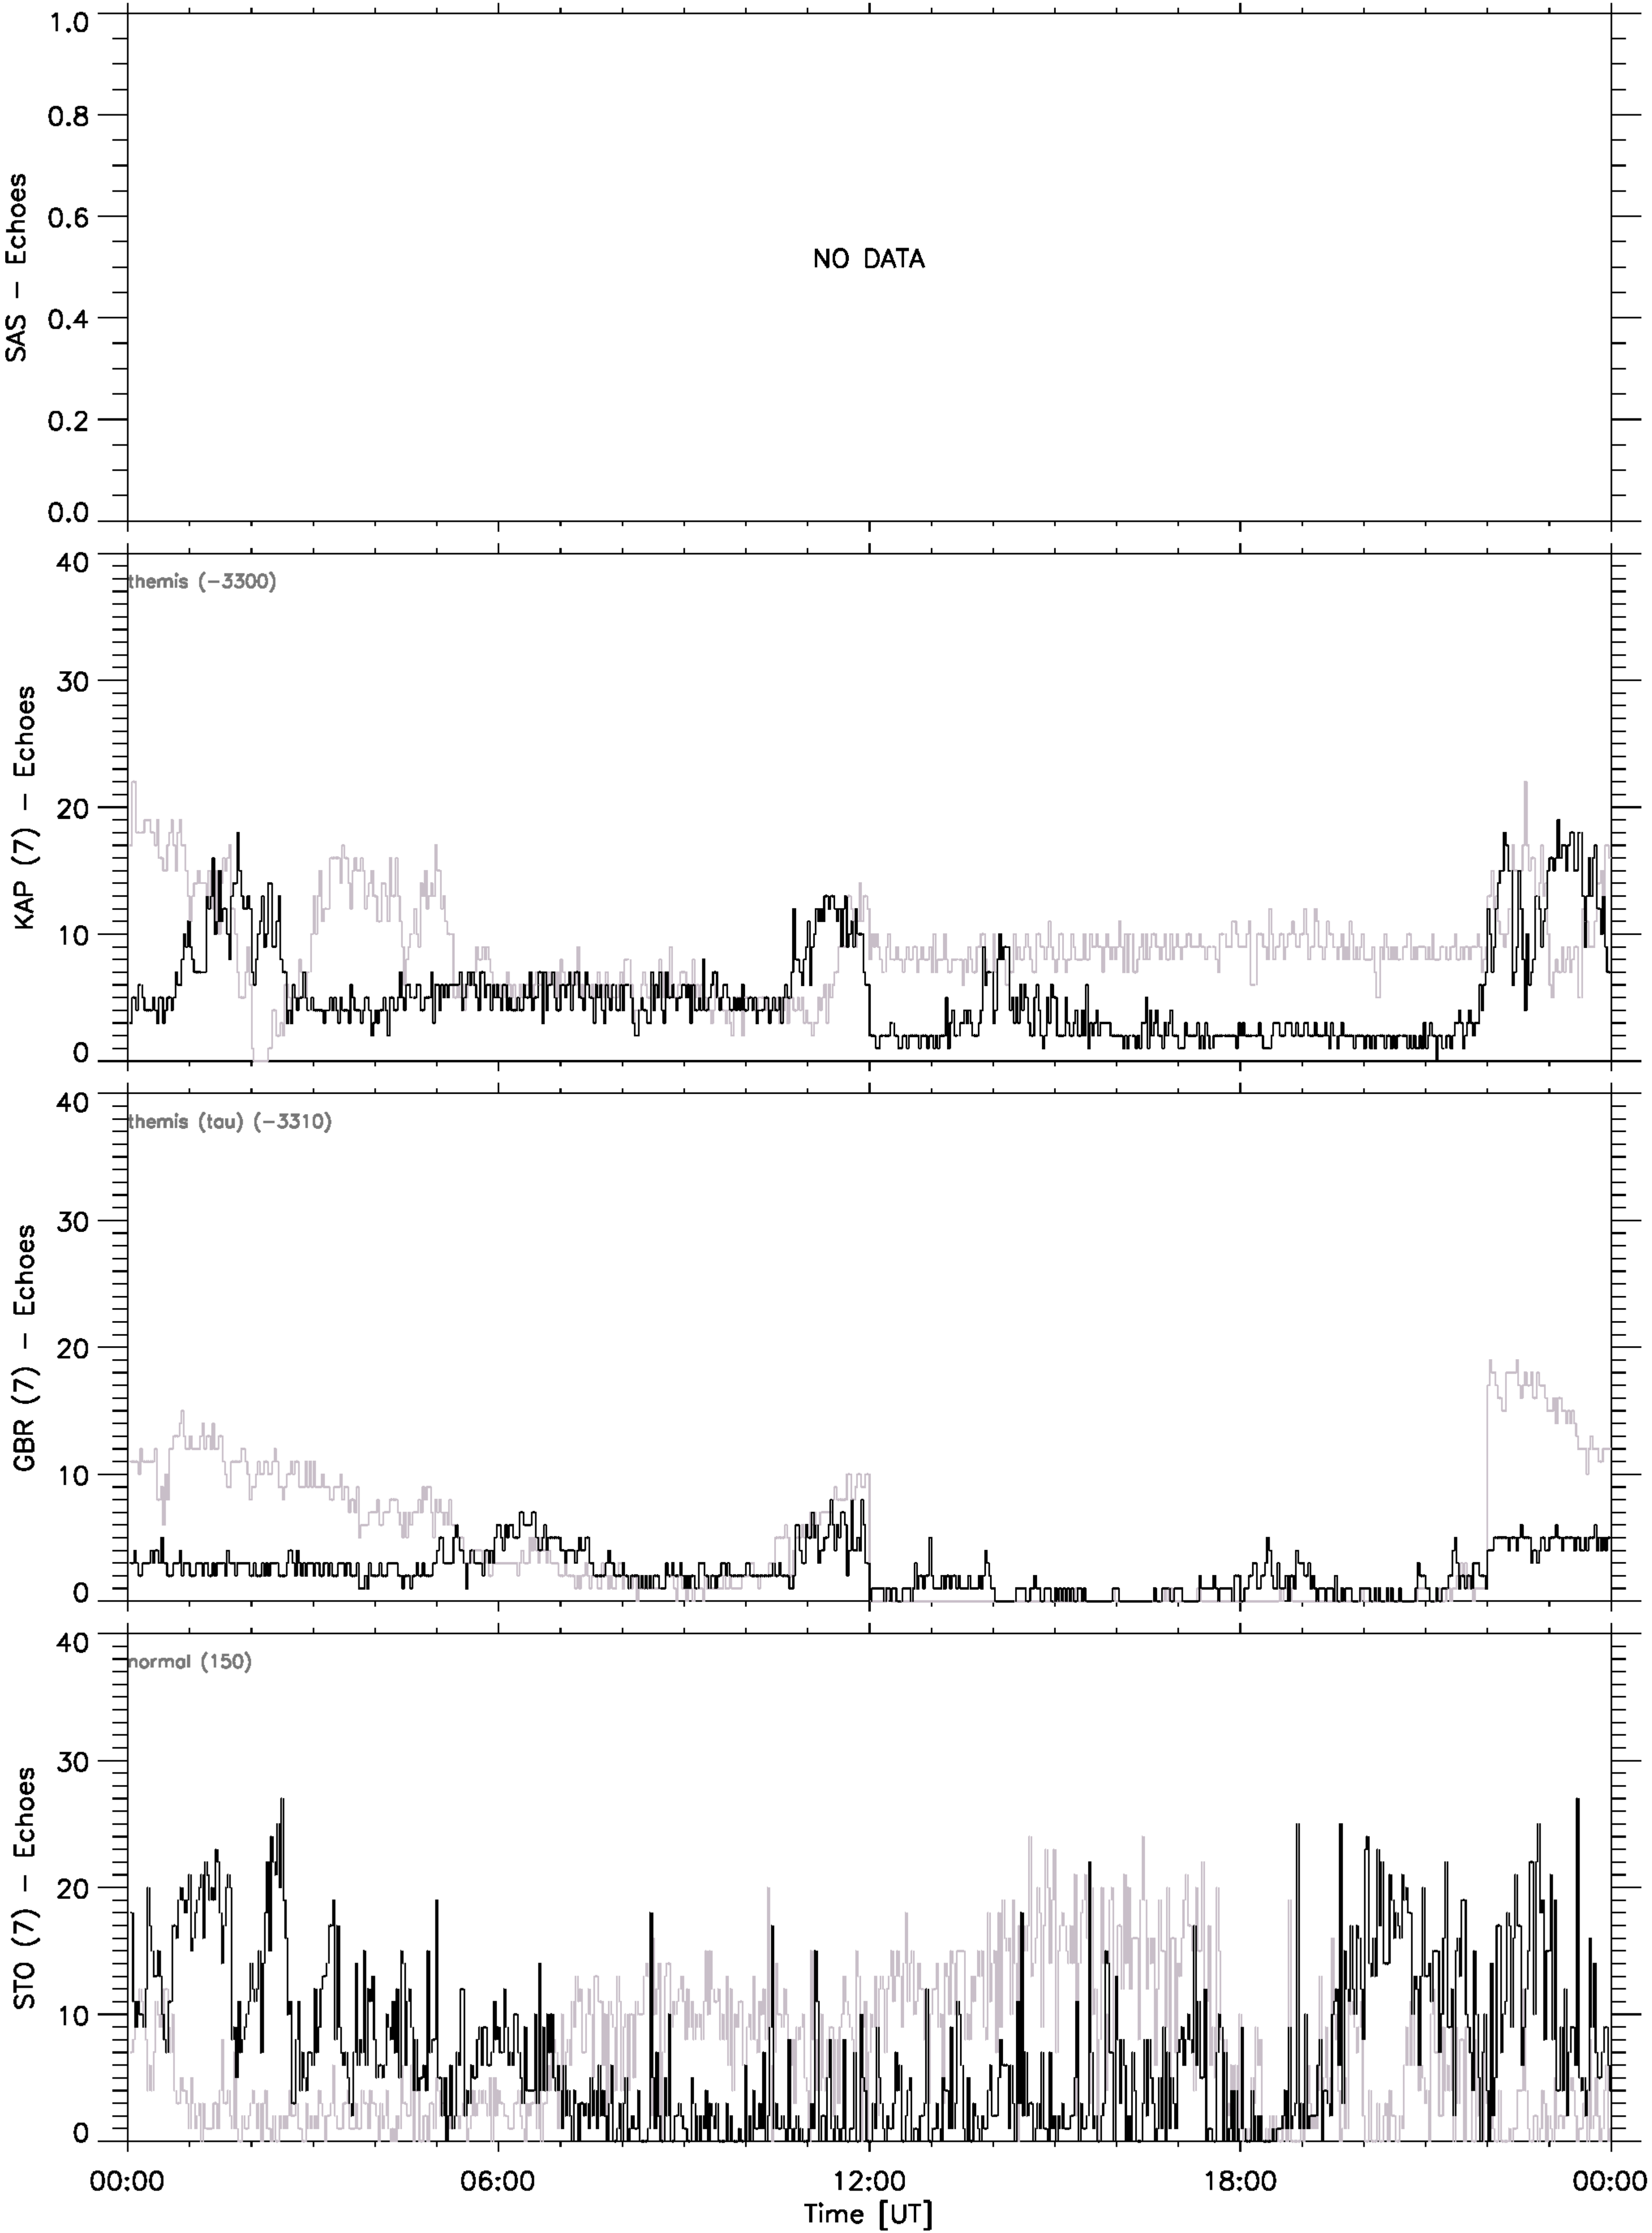 SAS - Echoes
1.0
0.8
0.6
0.4
0.2
0.0
NO DATA
KAP (7) - Echoes
40
30
20
10
0
themis (-3300)
GBR (7) - Echoes
40
30
20
10
0
themis (tau) (-3310)
STO (7) - Echoes
40
30
20
10
0
normal (150)
00:00 06:00 12:00 18:00 00:00
Time [UT]